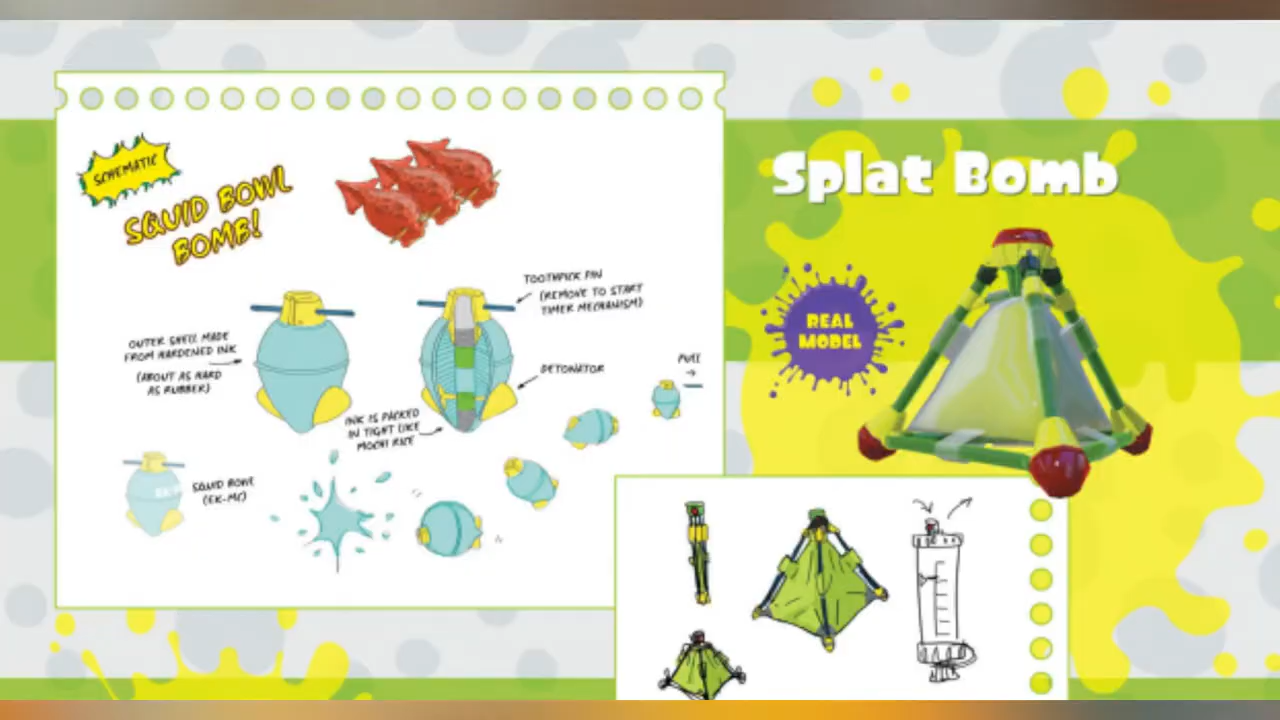 SCHEMATIC
SQUID BOWL
BOMB!
TOOTHPICK PIN
(REMOVE TO START
TIMER MECHANISM)
OUTER SHELL MADE
FROM HARDENED INK
(ABOUT AS HARD
AS RUBBER)
DETONATOR
PULL
INK IS PACKED
IN TIGHT LIKE
MOCHI RICE
SQUID BOWL
(EK-MC)
Splat Bomb
REAL
MODEL